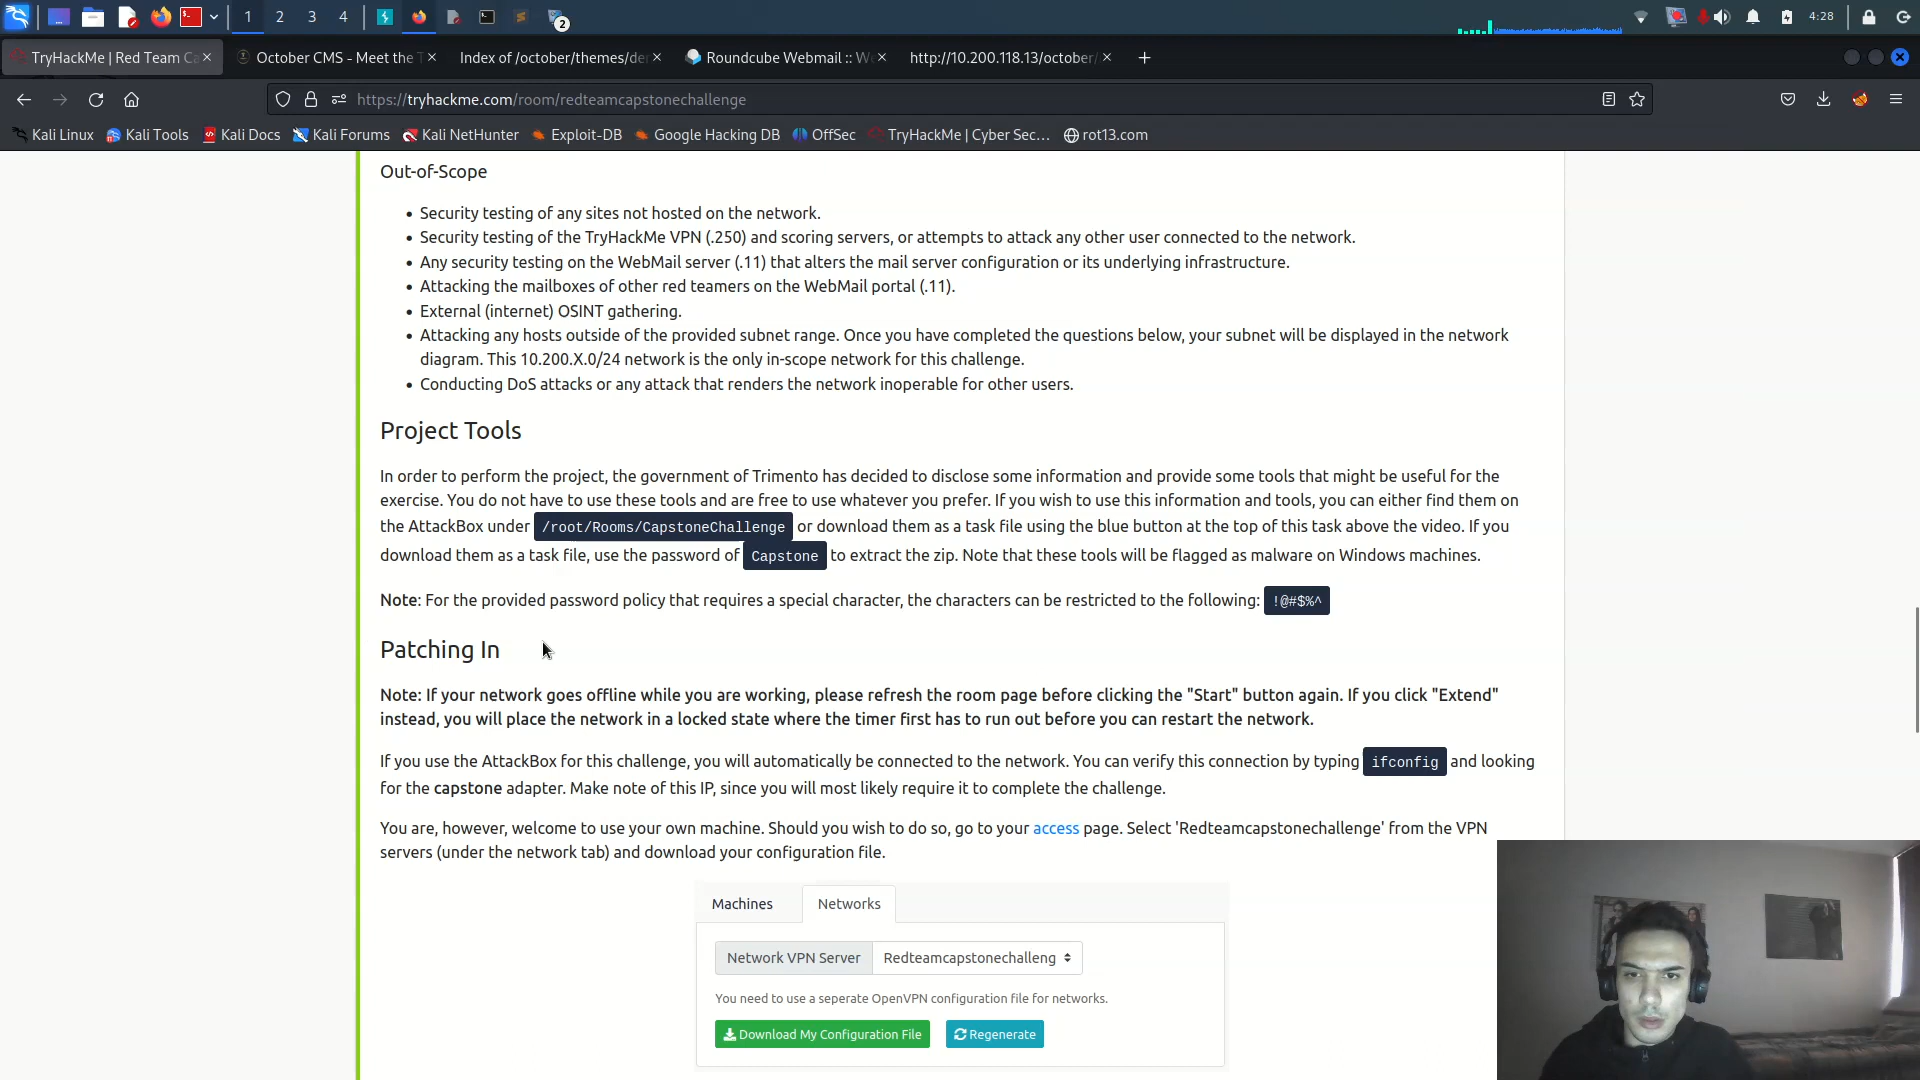 1 2 3 4 2 4:28
TryHackMe | Red Team Ca
October CMS - Meet the T
Index of /october/themes/de
Roundcube Webmail :: W
http://10.200.118.13/october
https://tryhackme.com/room/redteamcapstonechallenge
Kali Linux Kali Tools Kali Docs Kali Forums Kali NetHunter Exploit-DB Google Hacking DB OffSec TryHackMe | Cyber Sec... rot13.com
Out-of-Scope
• Security testing of any sites not hosted on the network.
• Security testing of the TryHackMe VPN (.250) and scoring servers, or attempts to attack any other user connected to the network.
• Any security testing on the WebMail server (.11) that alters the mail server configuration or its underlying infrastructure.
• Attacking the mailboxes of other red teamers on the WebMail portal (.11).
• External (internet) OSINT gathering.
• Attacking any hosts outside of the provided subnet range. Once you have completed the questions below, your subnet will be displayed in the network
diagram. This 10.200.X.0/24 network is the only in-scope network for this challenge.
• Conducting DoS attacks or any attack that renders the network inoperable for other users.
Project Tools
In order to perform the project, the government of Trimento has decided to disclose some information and provide some tools that might be useful for the
exercise. You do not have to use these tools and are free to use whatever you prefer. If you wish to use this information and tools, you can either find them on
the AttackBox under /root/Rooms/CapstoneChallenge or download them as a task file using the blue button at the top of this task above the video. If you
download them as a task file, use the password of Capstone to extract the zip. Note that these tools will be flagged as malware on Windows machines.
Note: For the provided password policy that requires a special character, the characters can be restricted to the following: !@#$%^
Patching In
Note: If your network goes offline while you are working, please refresh the room page before clicking the "Start" button again. If you click "Extend"
instead, you will place the network in a locked state where the timer first has to run out before you can restart the network.
If you use the AttackBox for this challenge, you will automatically be connected to the network. You can verify this connection by typing ifconfig and looking
for the capstone adapter. Make note of this IP, since you will most likely require it to complete the challenge.
You are, however, welcome to use your own machine. Should you wish to do so, go to your access page. Select 'Redteamcapstonechallenge' from the VPN
servers (under the network tab) and download your configuration file.
Machines Networks
Network VPN Server Redteamcapstonechalleng
You need to use a seperate OpenVPN configuration file for networks.
Download My Configuration File Regenerate